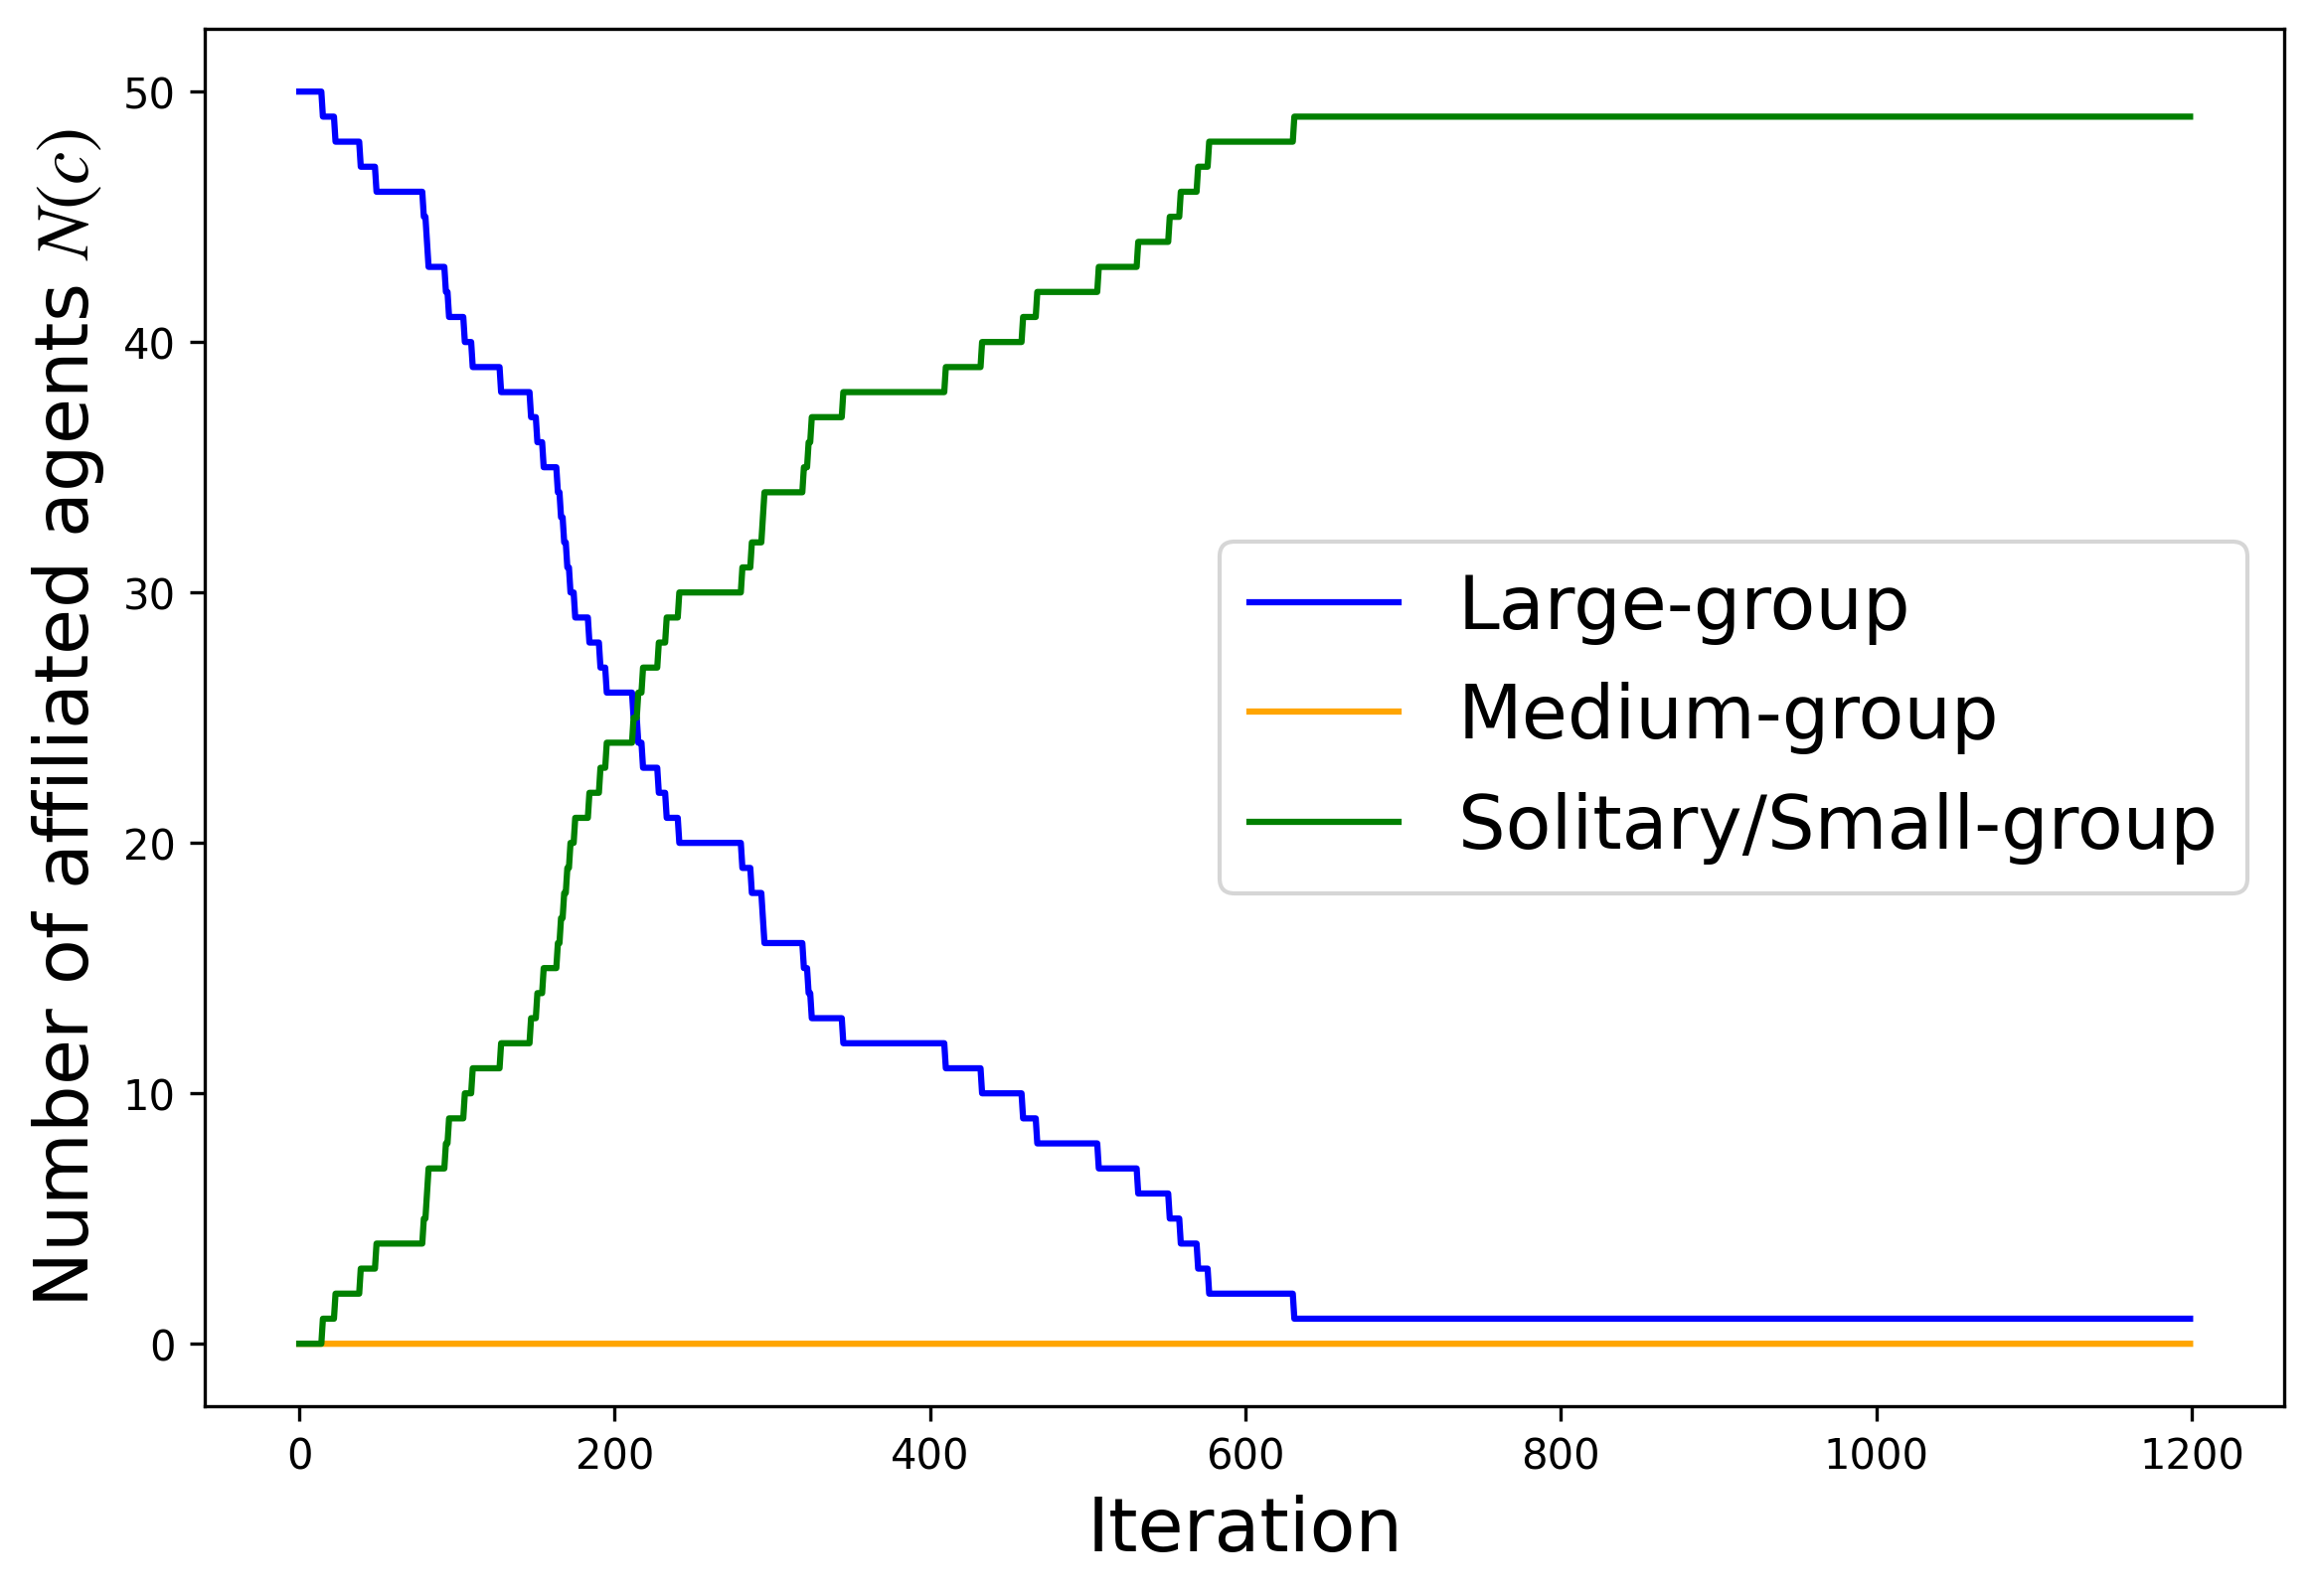 Number of affiliated agents N(c)
50
40
30
20
10
0
Large-group
Medium-group
Solitary/Small-group
0 200 400 600 800 1000 1200
Iteration